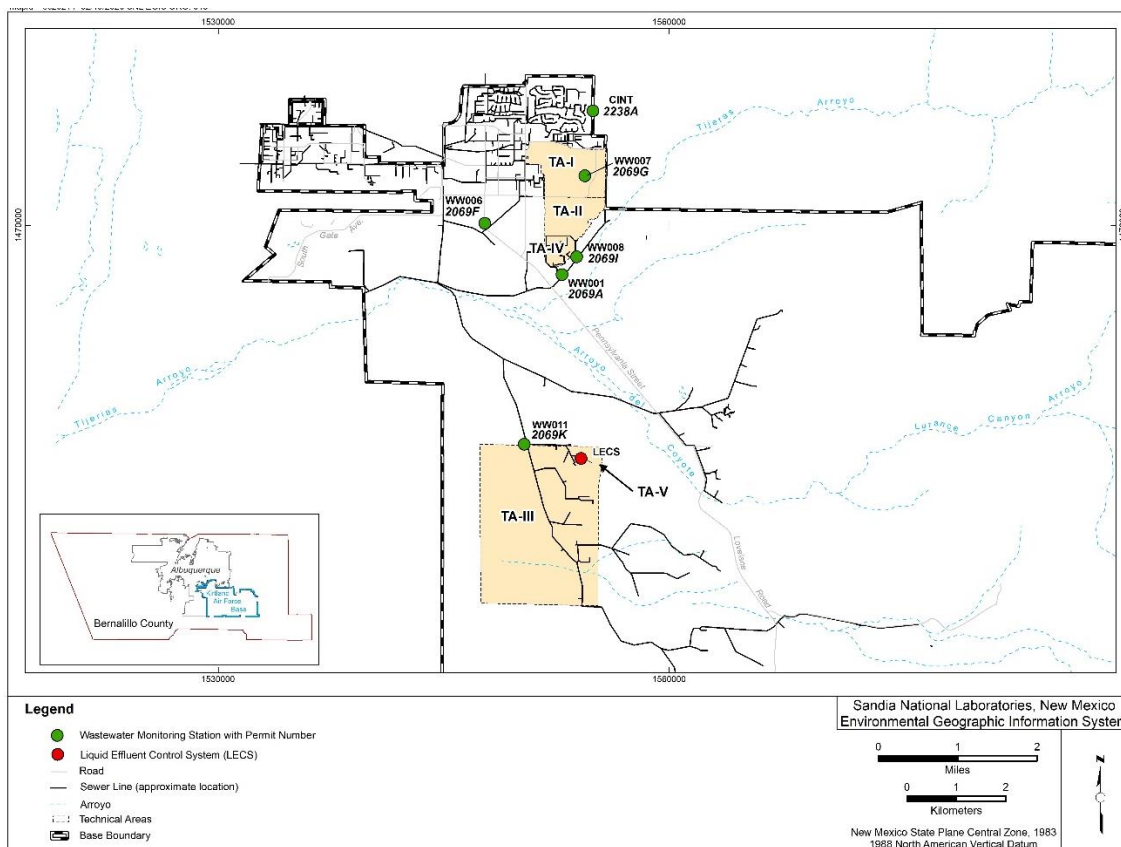 1530000
1560000
CINT
2238A
Tijeras
Arroyo
TA-I
WW007
2069G
WW006
2069F
TA-II
1470000
South Gate Ave.
TA-IV
WW008
2069I
WW001
2069A
Pennsylvania Street
Arroyo del Coyote
Tijeras
Arroyo
Lurance Canyon Arroyo
WW011
2069K
LECS
TA-V
TA-III
Lovelace Road
Albuquerque
Kirtland
Air Force
Base
Bernalillo County
1530000
1560000
Legend
Wastewater Monitoring Station with Permit Number
Liquid Effluent Control System (LECS)
Road
Sewer Line (approximate location)
Arroyo
Technical Areas
Base Boundary
Sandia National Laboratories, New Mexico
Environmental Geographic Information System
0 1 2
Miles
0 1 2
Kilometers
N
New Mexico State Plane Central Zone, 1983
1988 North American Vertical Datum